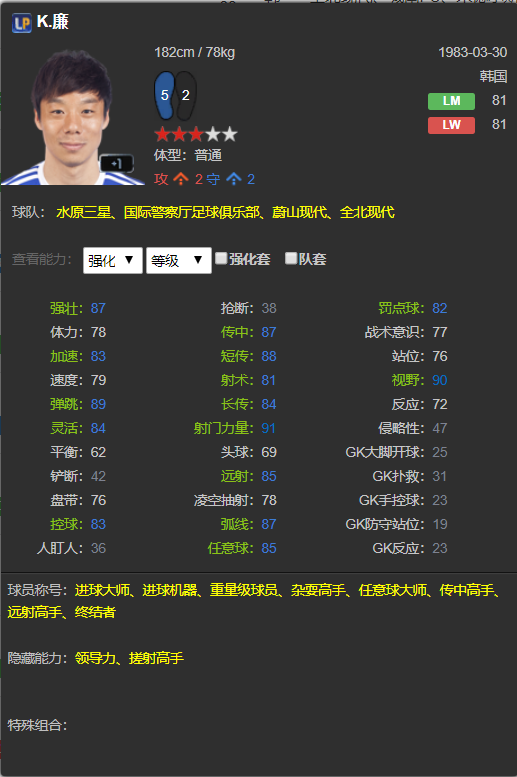 LP K.廉
182cm / 78kg 1983-03-30
韩国
5 2 LM 81
LW 81
体型：普通
+1
攻 2 守 2
球队： 水原三星、国际警察厅足球俱乐部、蔚山现代、全北现代
查看能力： 强化 ▼ 等级 ▼ 强化套 队套
强壮：87 抢断：38 罚点球：82
体力：78 传中：87 战术意识：77
加速：83 短传：88 站位：76
速度：79 射术：81 视野：90
弹跳：89 长传：84 反应：72
灵活：84 射门力量：91 侵略性：47
平衡：62 头球：69 GK大脚开球：25
铲断：42 远射：85 GK扑救：31
盘带：76 凌空抽射：78 GK手控球：23
控球：83 弧线：87 GK防守站位：19
人盯人：36 任意球：85 GK反应：23
球员称号：进球大师、进球机器、重量级球员、杂耍高手、任意球大师、传中高手、
远射高手、终结者
隐藏能力：领导力、搓射高手
特殊组合：